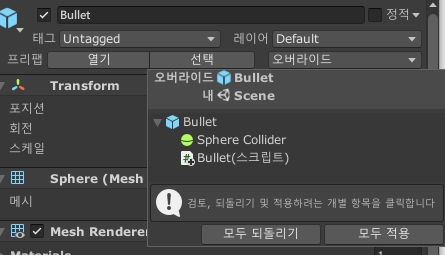 Bullet 정적
태그 Untagged 레이어 Default
프리팹 열기 선택 오버라이드
오버라이드 Bullet
내 Scene
Transform
포지션
회전
스케일
Bullet
Sphere Collider
Bullet(스크립트)
Sphere (Mesh
메시
검토, 되돌리기 및 적용하려는 개별 항목을 클릭합니다
모두 되돌리기 모두 적용
Mesh Renderer
Materials 1